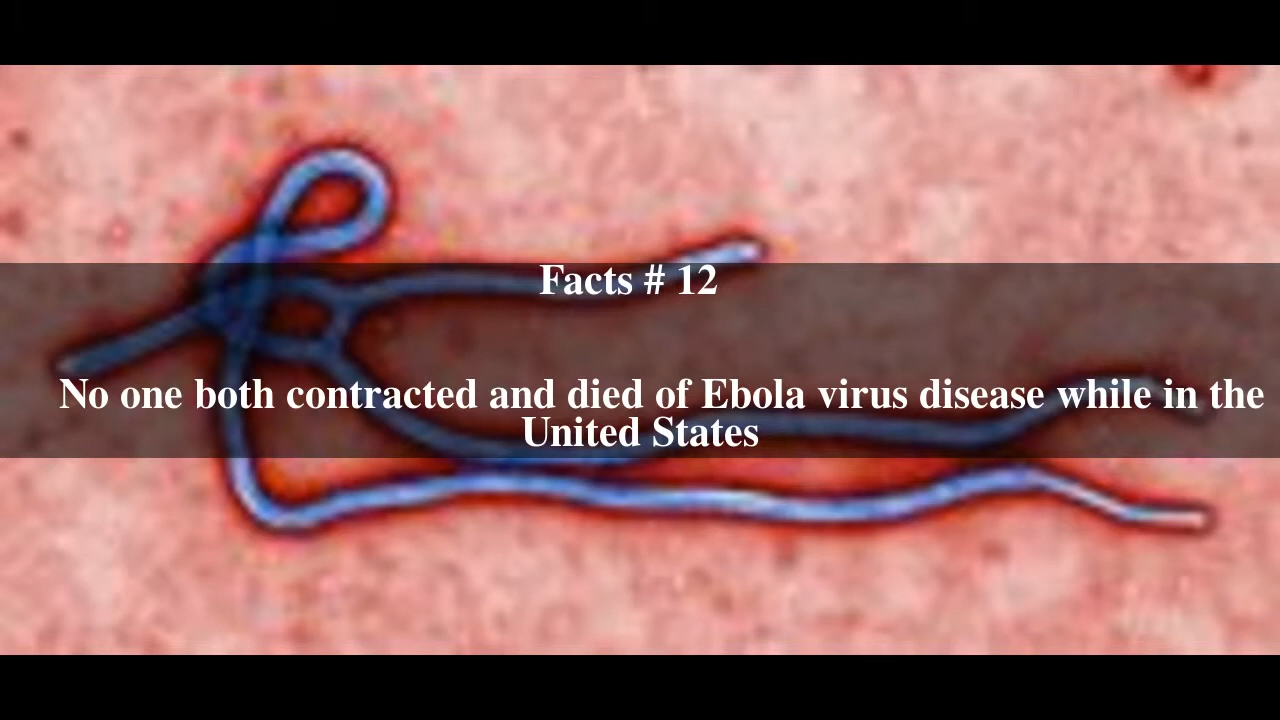 Facts # 12
No one both contracted and died of Ebola virus disease while in the
United States